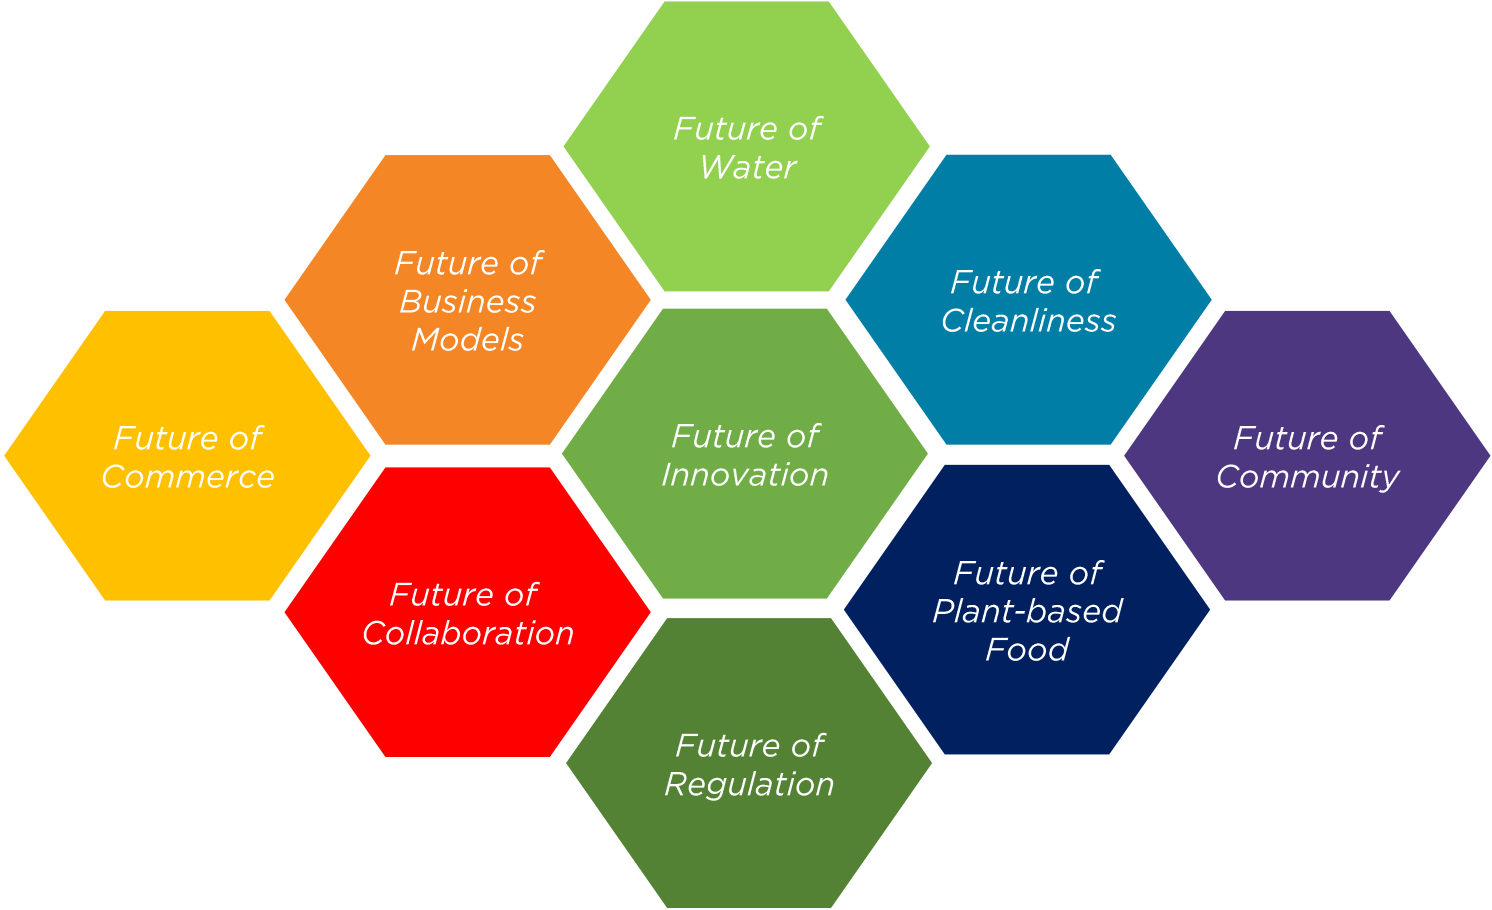 Future of
Water
Future of
Business
Models
Future of
Cleanliness
Future of
Commerce
Future of
Innovation
Future of
Community
Future of
Collaboration
Future of
Plant-based
Food
Future of
Regulation